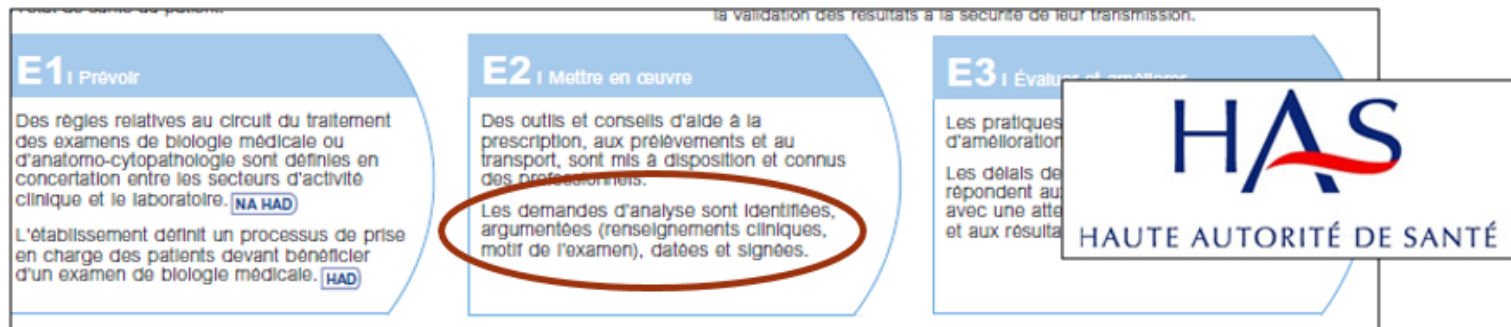 la validation des résultats à la sécurité de leur transmission.
E1 I Prévoir
Des règles relatives au circuit du traitement
des examens de biologie médicale ou
d'anatomo-cytopathologie sont définies en
concertation entre les secteurs d'activité
clinique et le laboratoire. NA HAD
L'établissement définit un processus de prise
en charge des patients devant bénéficier
d'un examen de biologie médicale. HAD
E2 I Mettre en œuvre
Des outils et conseils d'aide à la
prescription, aux prélèvements et au
transport, sont mis à disposition et connus
des professionnels.
Les demandes d'analyse sont identifiées,
argumentées (renseignements cliniques,
motif de l'examen), datées et signées.
E3 I Évaluer et améliorer
Les pratiques
d'amélioration
Les délais de
répondent au
avec une atte
et aux résulta
HAS
HAUTE AUTORITÉ DE SANTÉ